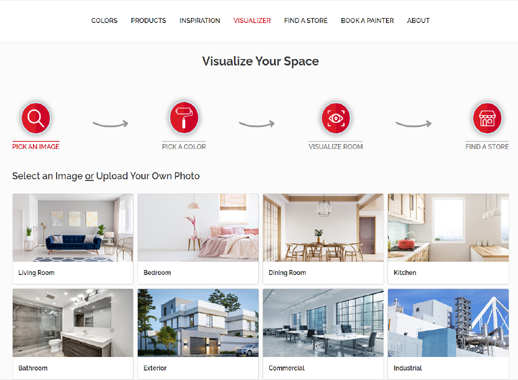 COLORS PRODUCTS INSPIRATION VISUALIZER FIND A STORE BOOK A PAINTER ABOUT
Visualize Your Space
PICK AN IMAGE PICK A COLOR VISUALIZE ROOM FIND A STORE
Select an Image or Upload Your Own Photo
Living Room Bedroom Dining Room Kitchen
Bathroom Exterior Commercial Industrial